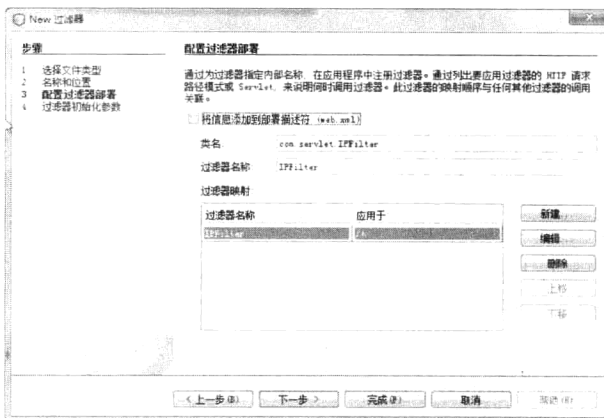 New 过滤器
步骤
1 选择文件类型
2 名称和位置
3 配置过滤器部署
4 过滤器初始化参数
配置过滤器部署
通过为过滤器指定内部名称，在应用程序中注册过滤器。通过列出要应用过滤器的 HTTP 请求
路径模式或 Servlet，来说明何时调用过滤器。此过滤器的映射顺序与任何其他过滤器的调用
关联。
将信息添加到部署描述符 (web.xml)
类名: com.servlet.IPFilter
过滤器名称: IPFilter
过滤器映射:
过滤器名称 应用于
IPFilter /*
新建
编辑
删除
上移
下移
< 上一步(B) 下一步 > 完成(F) 取消 帮助(H)